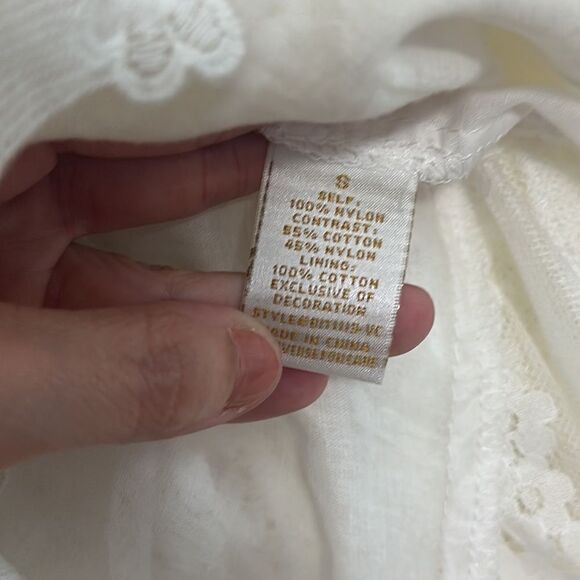 S
SELF:
100% NYLON
CONTRAST:
55% COTTON
45% NYLON
LINING:
100% COTTON
EXCLUSIVE OF
DECORATION
MADE IN CHINA